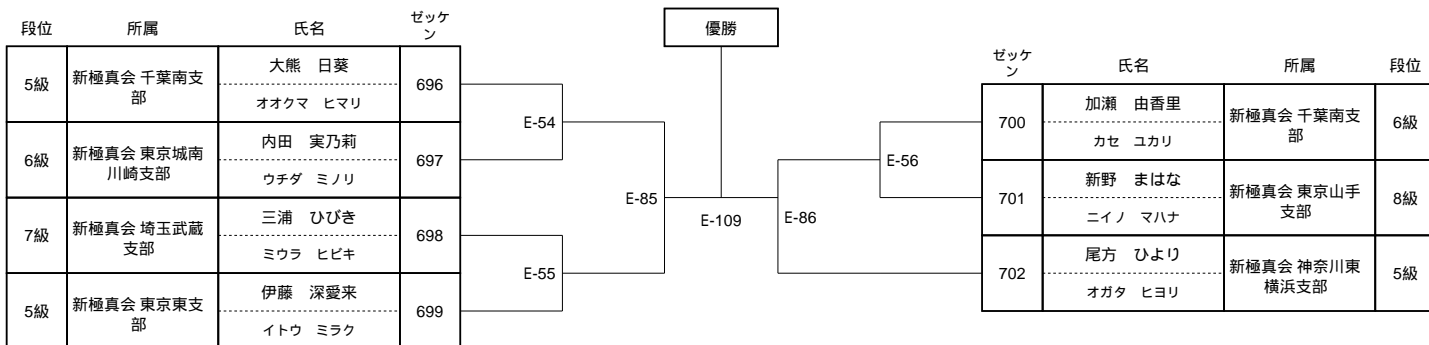 段位 所属 氏名 ゼッケ
ン
優勝
ゼッケ
ン 氏名 所属 段位
5級 新極真会 千葉南支
部 大熊 日葵
オオクマ ヒマリ 696
6級 新極真会 東京城南
川崎支部 内田 実乃莉
ウチダ ミノリ 697
7級 新極真会 埼玉武蔵
支部 三浦 ひびき
ミウラ ヒビキ 698
5級 新極真会 東京東支
部 伊藤 深愛来
イトウ ミラク 699
E-54
E-55
E-85
E-109
E-86
E-56
700 加瀬 由香里
カセ ユカリ 新極真会 千葉南支
部 6級
701 新野 まはな
ニイノ マハナ 新極真会 東京山手
支部 8級
702 尾方 ひより
オガタ ヒヨリ 新極真会 神奈川東
横浜支部 5級